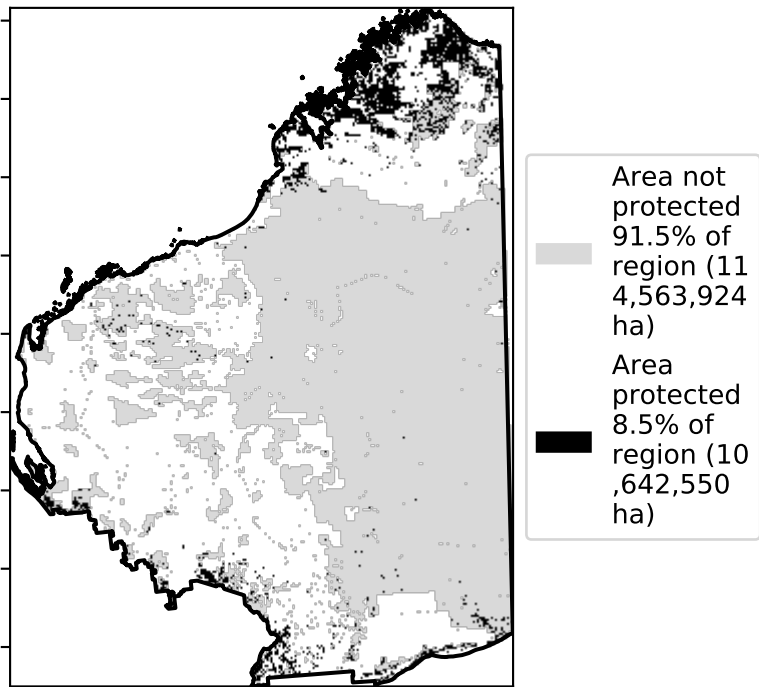 Area not
protected
91.5% of
region (11
4,563,924
ha)
Area
protected
8.5% of
region (10
,642,550
ha)